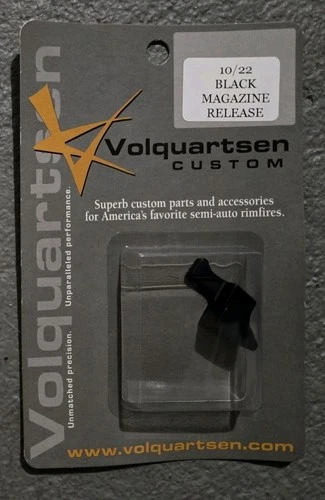 10/22
BLACK
MAGAZINE
RELEASE
Volquartsen
CUSTOM
Superb custom parts and accessories
for America's favorite semi-auto rimfires.
Volquartsen
Unmatched precision. Unparalleled performance.
www.volquartsen.com